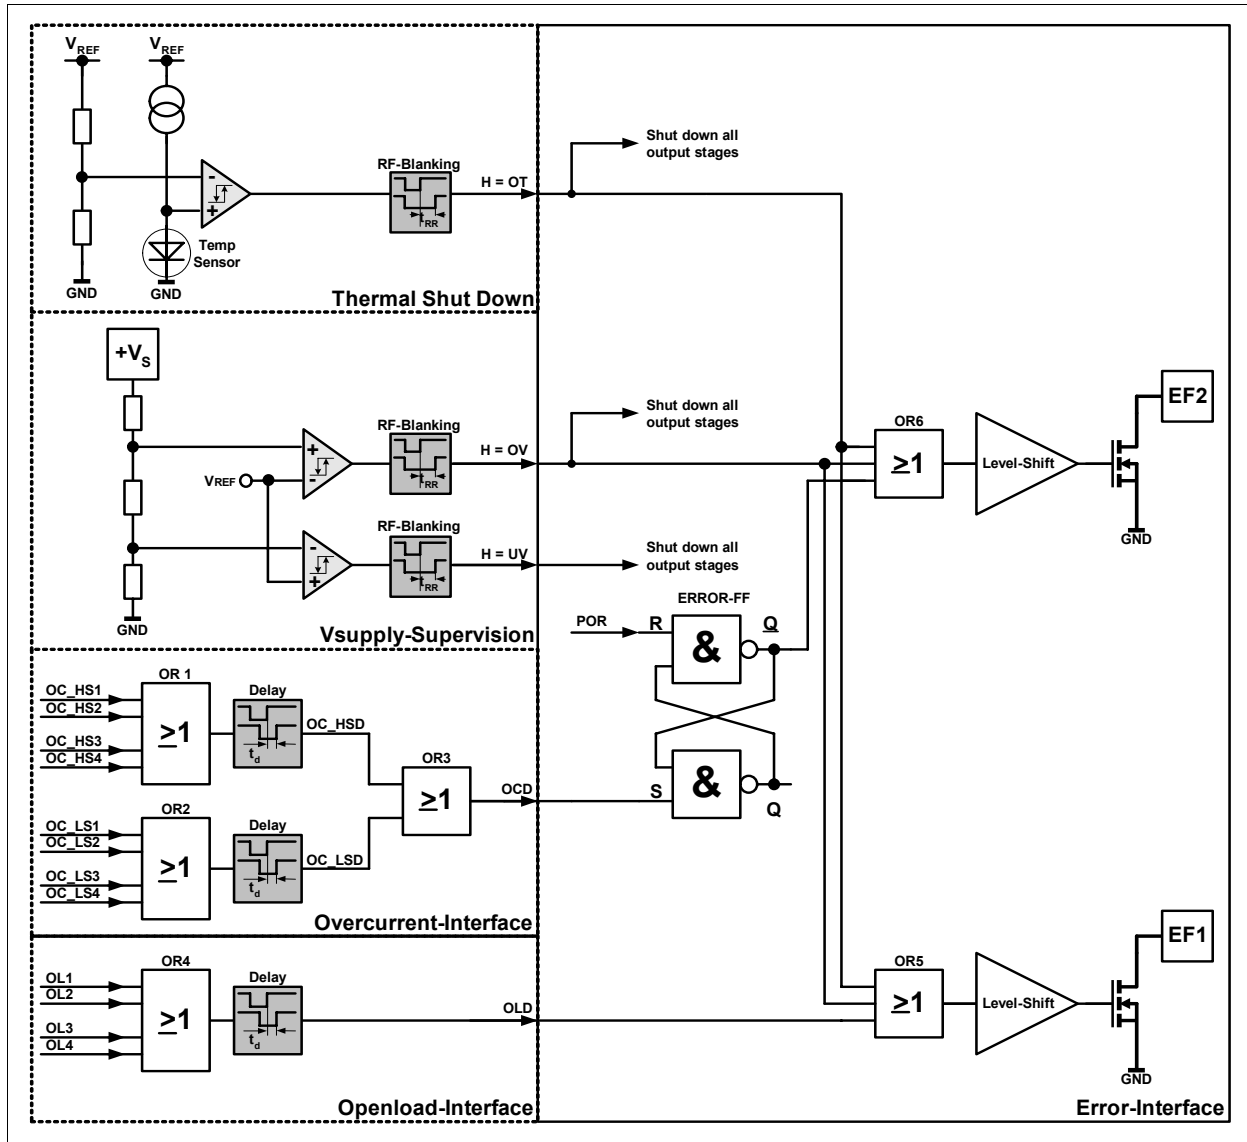 VREF
VREF
Shut down all
output stages
RF-Blanking
H = OT
-
+
tRR
Temp
Sensor
GND
GND
Thermal Shut Down
+VS
EF2
Shut down all
output stages
RF-Blanking
OR6
H = OV
+
-
VREF
tRR
≥1
Level-Shift
RF-Blanking
GND
H = UV
-
+
tRR
Shut down all
output stages
ERROR-FF
GND
Vsupply-Supervision
POR
R
&
Q
OR 1
OC_HS1
OC_HS2
OC_HS3
OC_HS4
≥1
Delay
td
OC_HSD
OR3
≥1
OCD
S
&
Q
OR2
OC_LS1
OC_LS2
OC_LS3
OC_LS4
≥1
Delay
td
OC_LSD
Overcurrent-Interface
EF1
OR4
OL1
OL2
OL3
OL4
≥1
Delay
td
OLD
OR5
≥1
Level-Shift
GND
Openload-Interface
Error-Interface